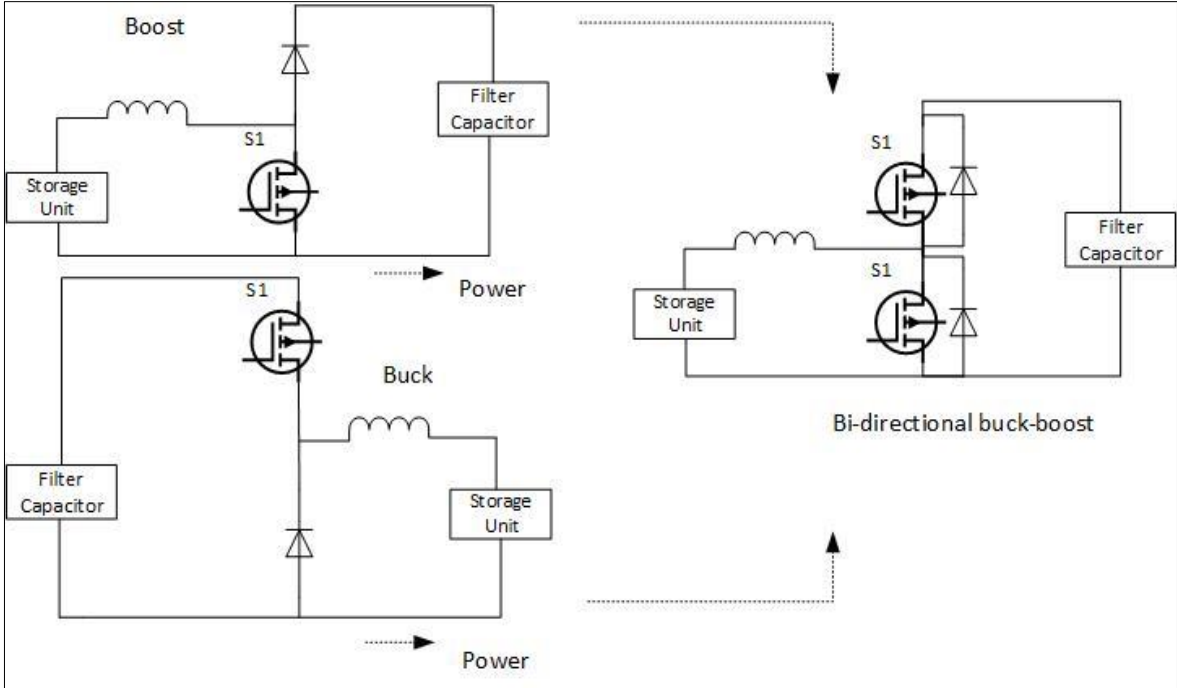 Boost
Filter
Capacitor
S1
Storage
Unit
Power
S1
Buck
Filter
Capacitor
Storage
Unit
Power
S1
Filter
Capacitor
S1
Storage
Unit
Bi-directional buck-boost